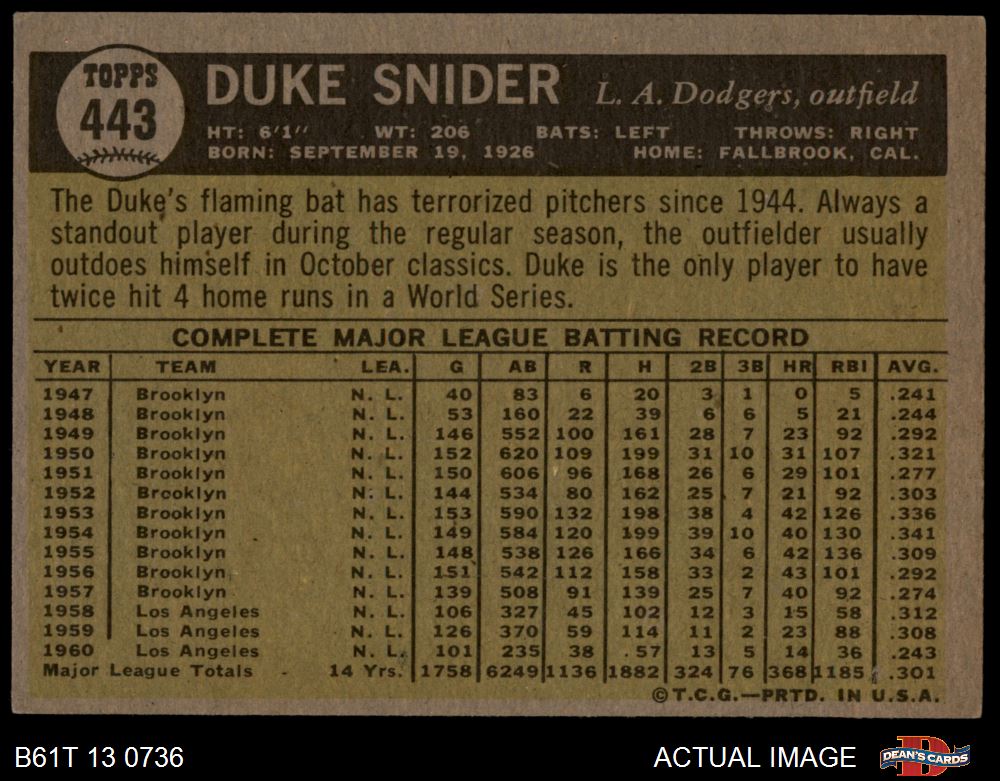 TOPPS
443
DUKE SNIDER L. A. Dodgers, outfield
HT: 6'1" WT: 206 BATS: LEFT THROWS: RIGHT
BORN: SEPTEMBER 19, 1926 HOME: FALLBROOK, CAL.
The Duke's flaming bat has terrorized pitchers since 1944. Always a
standout player during the regular season, the outfielder usually
outdoes himself in October classics. Duke is the only player to have
twice hit 4 home runs in a World Series.
COMPLETE MAJOR LEAGUE BATTING RECORD
YEAR TEAM LEA. G AB R H 2B 3B HR RBI AVG.
1947 Brooklyn N. L. 40 83 6 20 3 1 0 5 .241
1948 Brooklyn N. L. 53 160 22 39 6 6 5 21 .244
1949 Brooklyn N. L. 146 552 100 161 28 7 23 92 .292
1950 Brooklyn N. L. 152 620 109 199 31 10 31 107 .321
1951 Brooklyn N. L. 150 606 96 168 26 6 29 101 .277
1952 Brooklyn N. L. 144 534 80 162 25 7 21 92 .303
1953 Brooklyn N. L. 153 590 132 198 38 4 42 126 .336
1954 Brooklyn N. L. 149 584 120 199 39 10 40 130 .341
1955 Brooklyn N. L. 148 538 126 166 34 6 42 136 .309
1956 Brooklyn N. L. 151 542 112 158 33 2 43 101 .292
1957 Brooklyn N. L. 139 508 91 139 25 7 40 92 .274
1958 Los Angeles N. L. 106 327 45 102 12 3 15 58 .312
1959 Los Angeles N. L. 126 370 59 114 11 2 23 88 .308
1960 Los Angeles N. L. 101 235 38 57 13 5 14 36 .243
Major League Totals - 14 Yrs. 1758 6249 1136 1882 324 76 368 1185 .301
©T.C.G.—PRTD. IN U.S.A.
B61T 13 0736 ACTUAL IMAGE DEAN'S CARDS